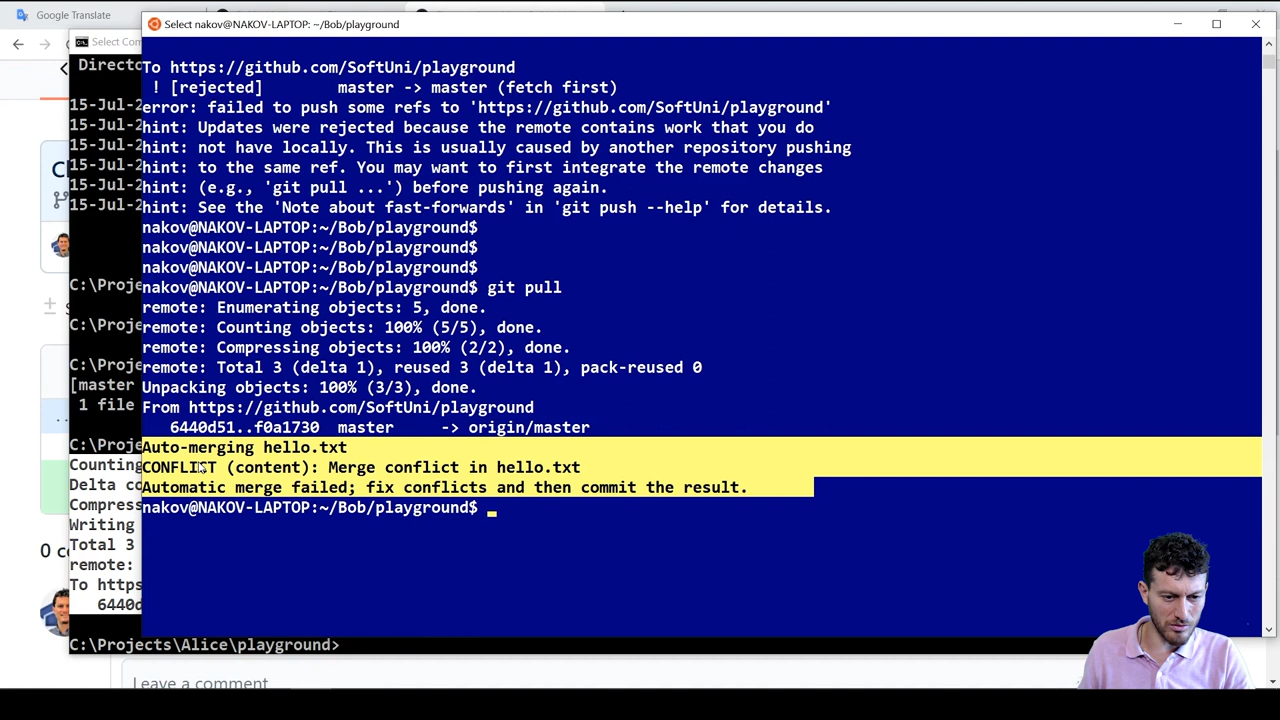 Google Translate
Select nakov@NAKOV-LAPTOP: ~/Bob/playground
Select Com
Directo
To https://github.com/SoftUni/playground
! [rejected]        master -> master (fetch first)
15-Jul-2
error: failed to push some refs to 'https://github.com/SoftUni/playground'
15-Jul-2
hint: Updates were rejected because the remote contains work that you do
15-Jul-2
hint: not have locally. This is usually caused by another repository pushing
15-Jul-2
hint: to the same ref. You may want to first integrate the remote changes
15-Jul-2
hint: (e.g., 'git pull ...') before pushing again.
15-Jul-2
hint: See the 'Note about fast-forwards' in 'git push --help' for details.
nakov@NAKOV-LAPTOP:~/Bob/playground$
nakov@NAKOV-LAPTOP:~/Bob/playground$
nakov@NAKOV-LAPTOP:~/Bob/playground$
C:\Proje
nakov@NAKOV-LAPTOP:~/Bob/playground$ git pull
remote: Enumerating objects: 5, done.
C:\Proje
remote: Counting objects: 100% (5/5), done.
remote: Compressing objects: 100% (2/2), done.
C:\Proje
remote: Total 3 (delta 1), reused 3 (delta 1), pack-reused 0
[master
Unpacking objects: 100% (3/3), done.
1 file
From https://github.com/SoftUni/playground
6440d51..f0a1730  master     -> origin/master
C:\Proje
Auto-merging hello.txt
Counting
CONFLICT (content): Merge conflict in hello.txt
Delta co
Automatic merge failed; fix conflicts and then commit the result.
Compress
nakov@NAKOV-LAPTOP:~/Bob/playground$
Writing
Total 3
remote:
To https
6440d
C:\Projects\Alice\playground>
0 co
Leave a comment